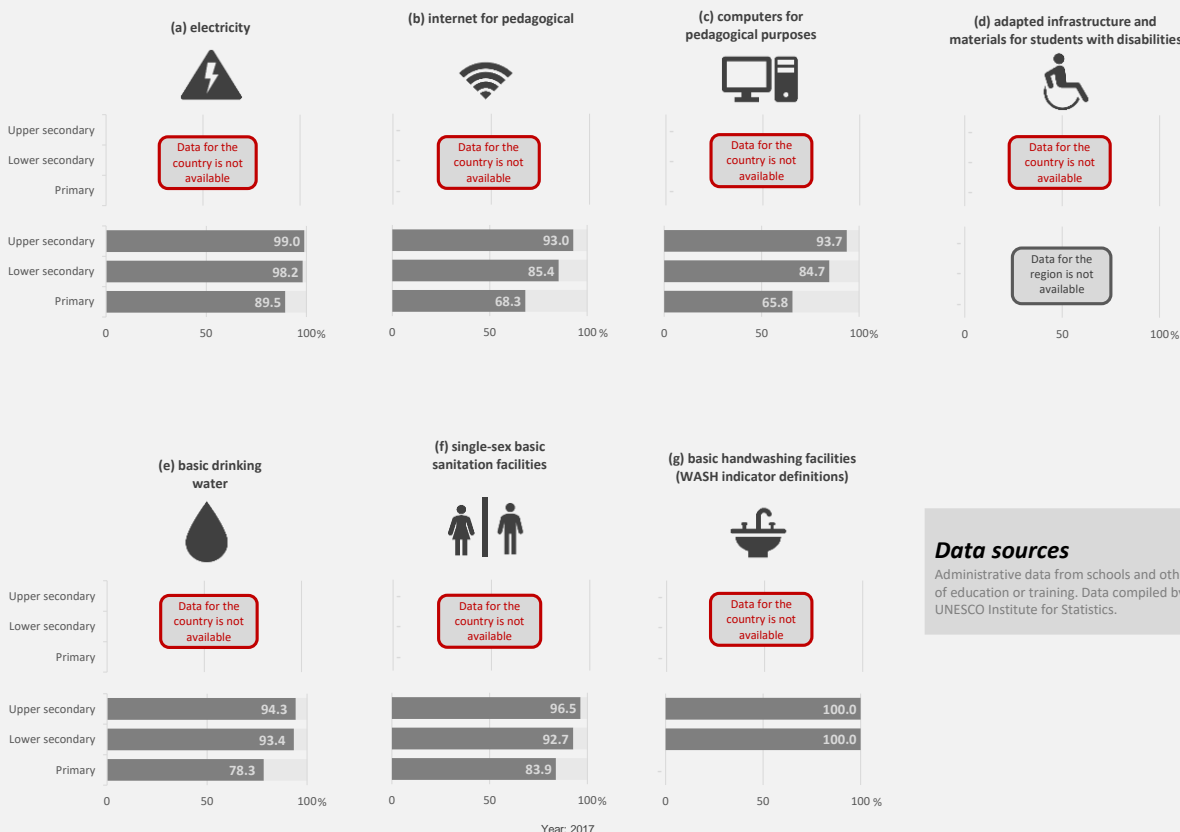 (a) electricity
(b) internet for pedagogical
(c) computers for
pedagogical purposes
(d) adapted infrastructure and
materials for students with disabilities
Upper secondary
Lower secondary
Primary
Data for the
country is not
available
Data for the
country is not
available
Data for the
country is not
available
Data for the
country is not
available
Upper secondary
Lower secondary
Primary
99.0
98.2
89.5
0 50 100%
93.0
85.4
68.3
0 50 100%
93.7
84.7
65.8
0 50 100%
Data for the
region is not
available
0 50 100%
(e) basic drinking
water
(f) single-sex basic
sanitation facilities
(g) basic handwashing facilities
(WASH indicator definitions)
Upper secondary
Lower secondary
Primary
Data for the
country is not
available
Data for the
country is not
available
Data for the
country is not
available
Data sources
Administrative data from schools and oth
of education or training. Data compiled by
UNESCO Institute for Statistics.
Upper secondary
Lower secondary
Primary
94.3
93.4
78.3
0 50 100%
96.5
92.7
83.9
0 50 100%
100.0
100.0
0 50 100 %
Year: 2017